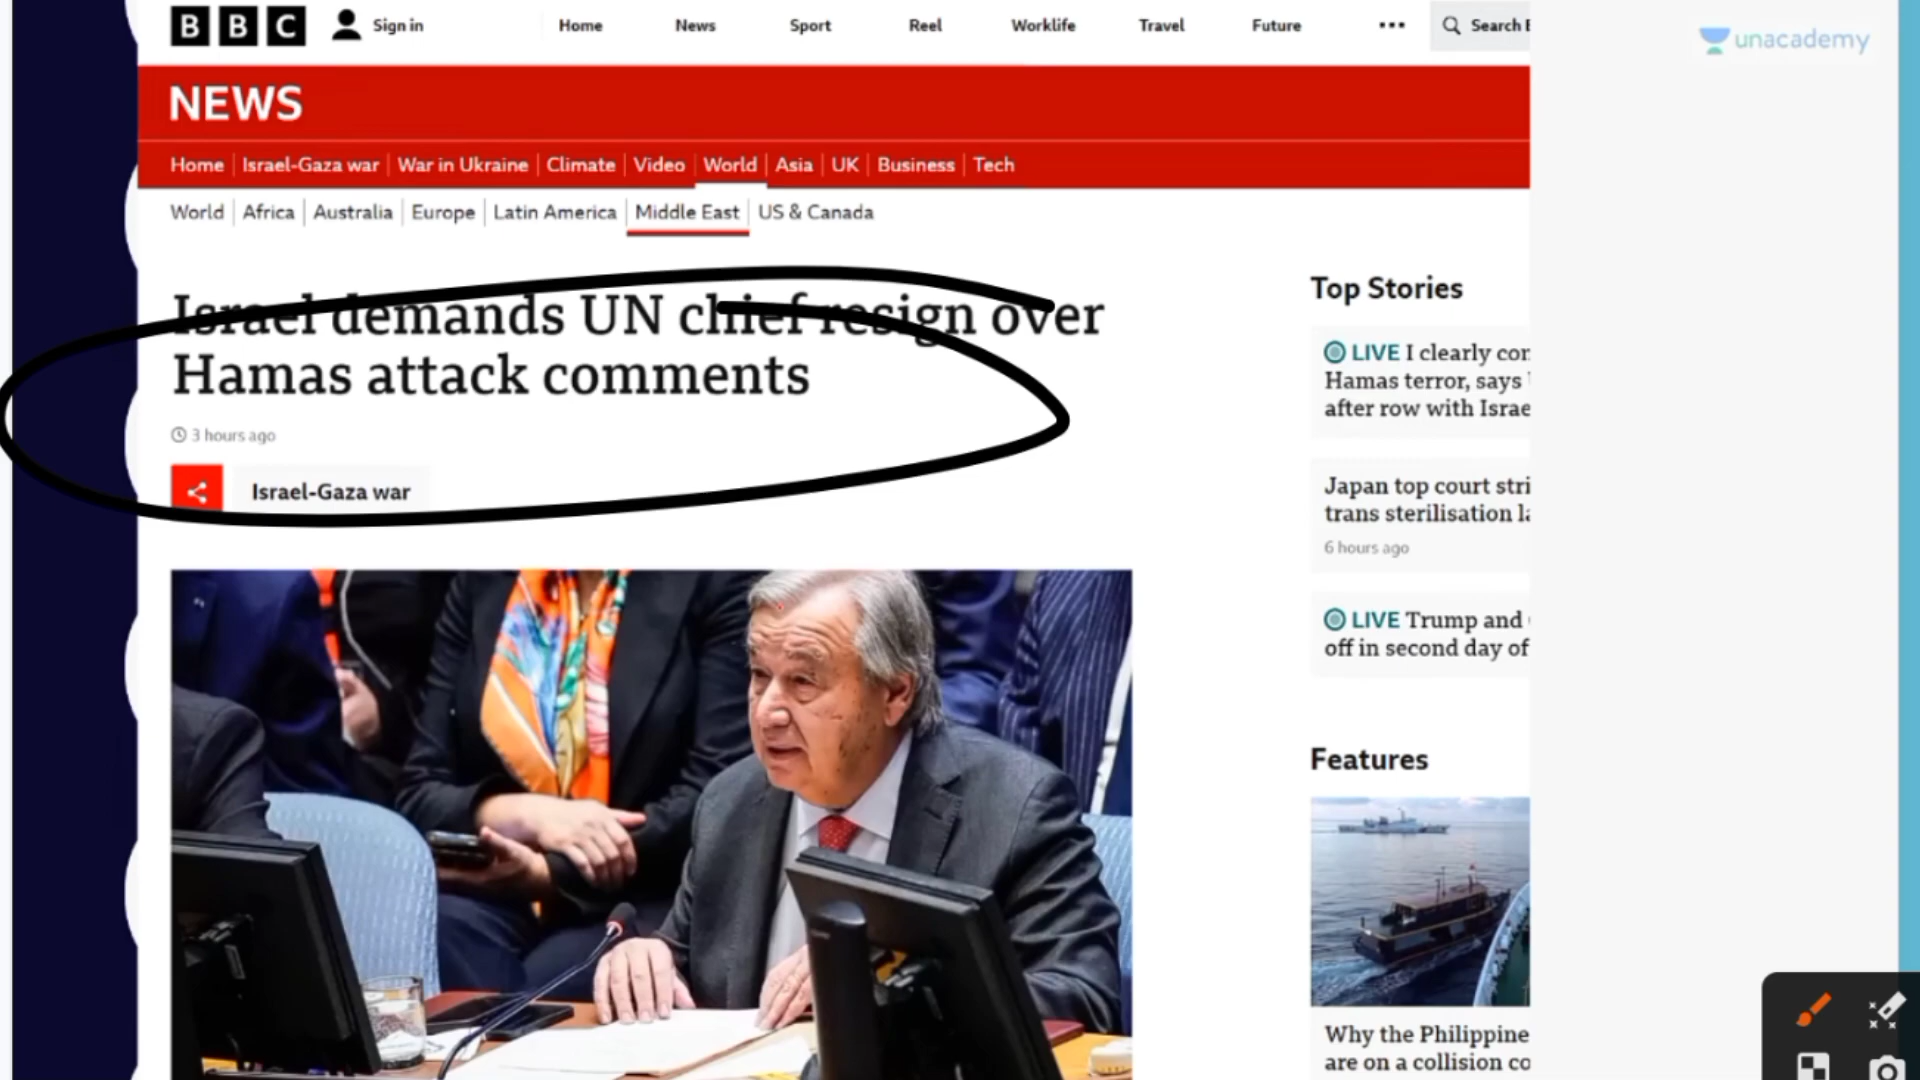 BBC Sign in Home News Sport Reel Worklife Travel Future ... Search
unacademy
NEWS
Home Israel-Gaza war War in Ukraine Climate Video World Asia UK Business Tech
World Africa Australia Europe Latin America Middle East US & Canada
Israel demands UN chief resign over
Hamas attack comments
3 hours ago
Israel-Gaza war
Top Stories
LIVE I clearly
Hamas terror, says
after row with
Japan top court
trans sterilisation
6 hours ago
LIVE Trump and
off in second day of
Features
Why the Philippine
are on a collision